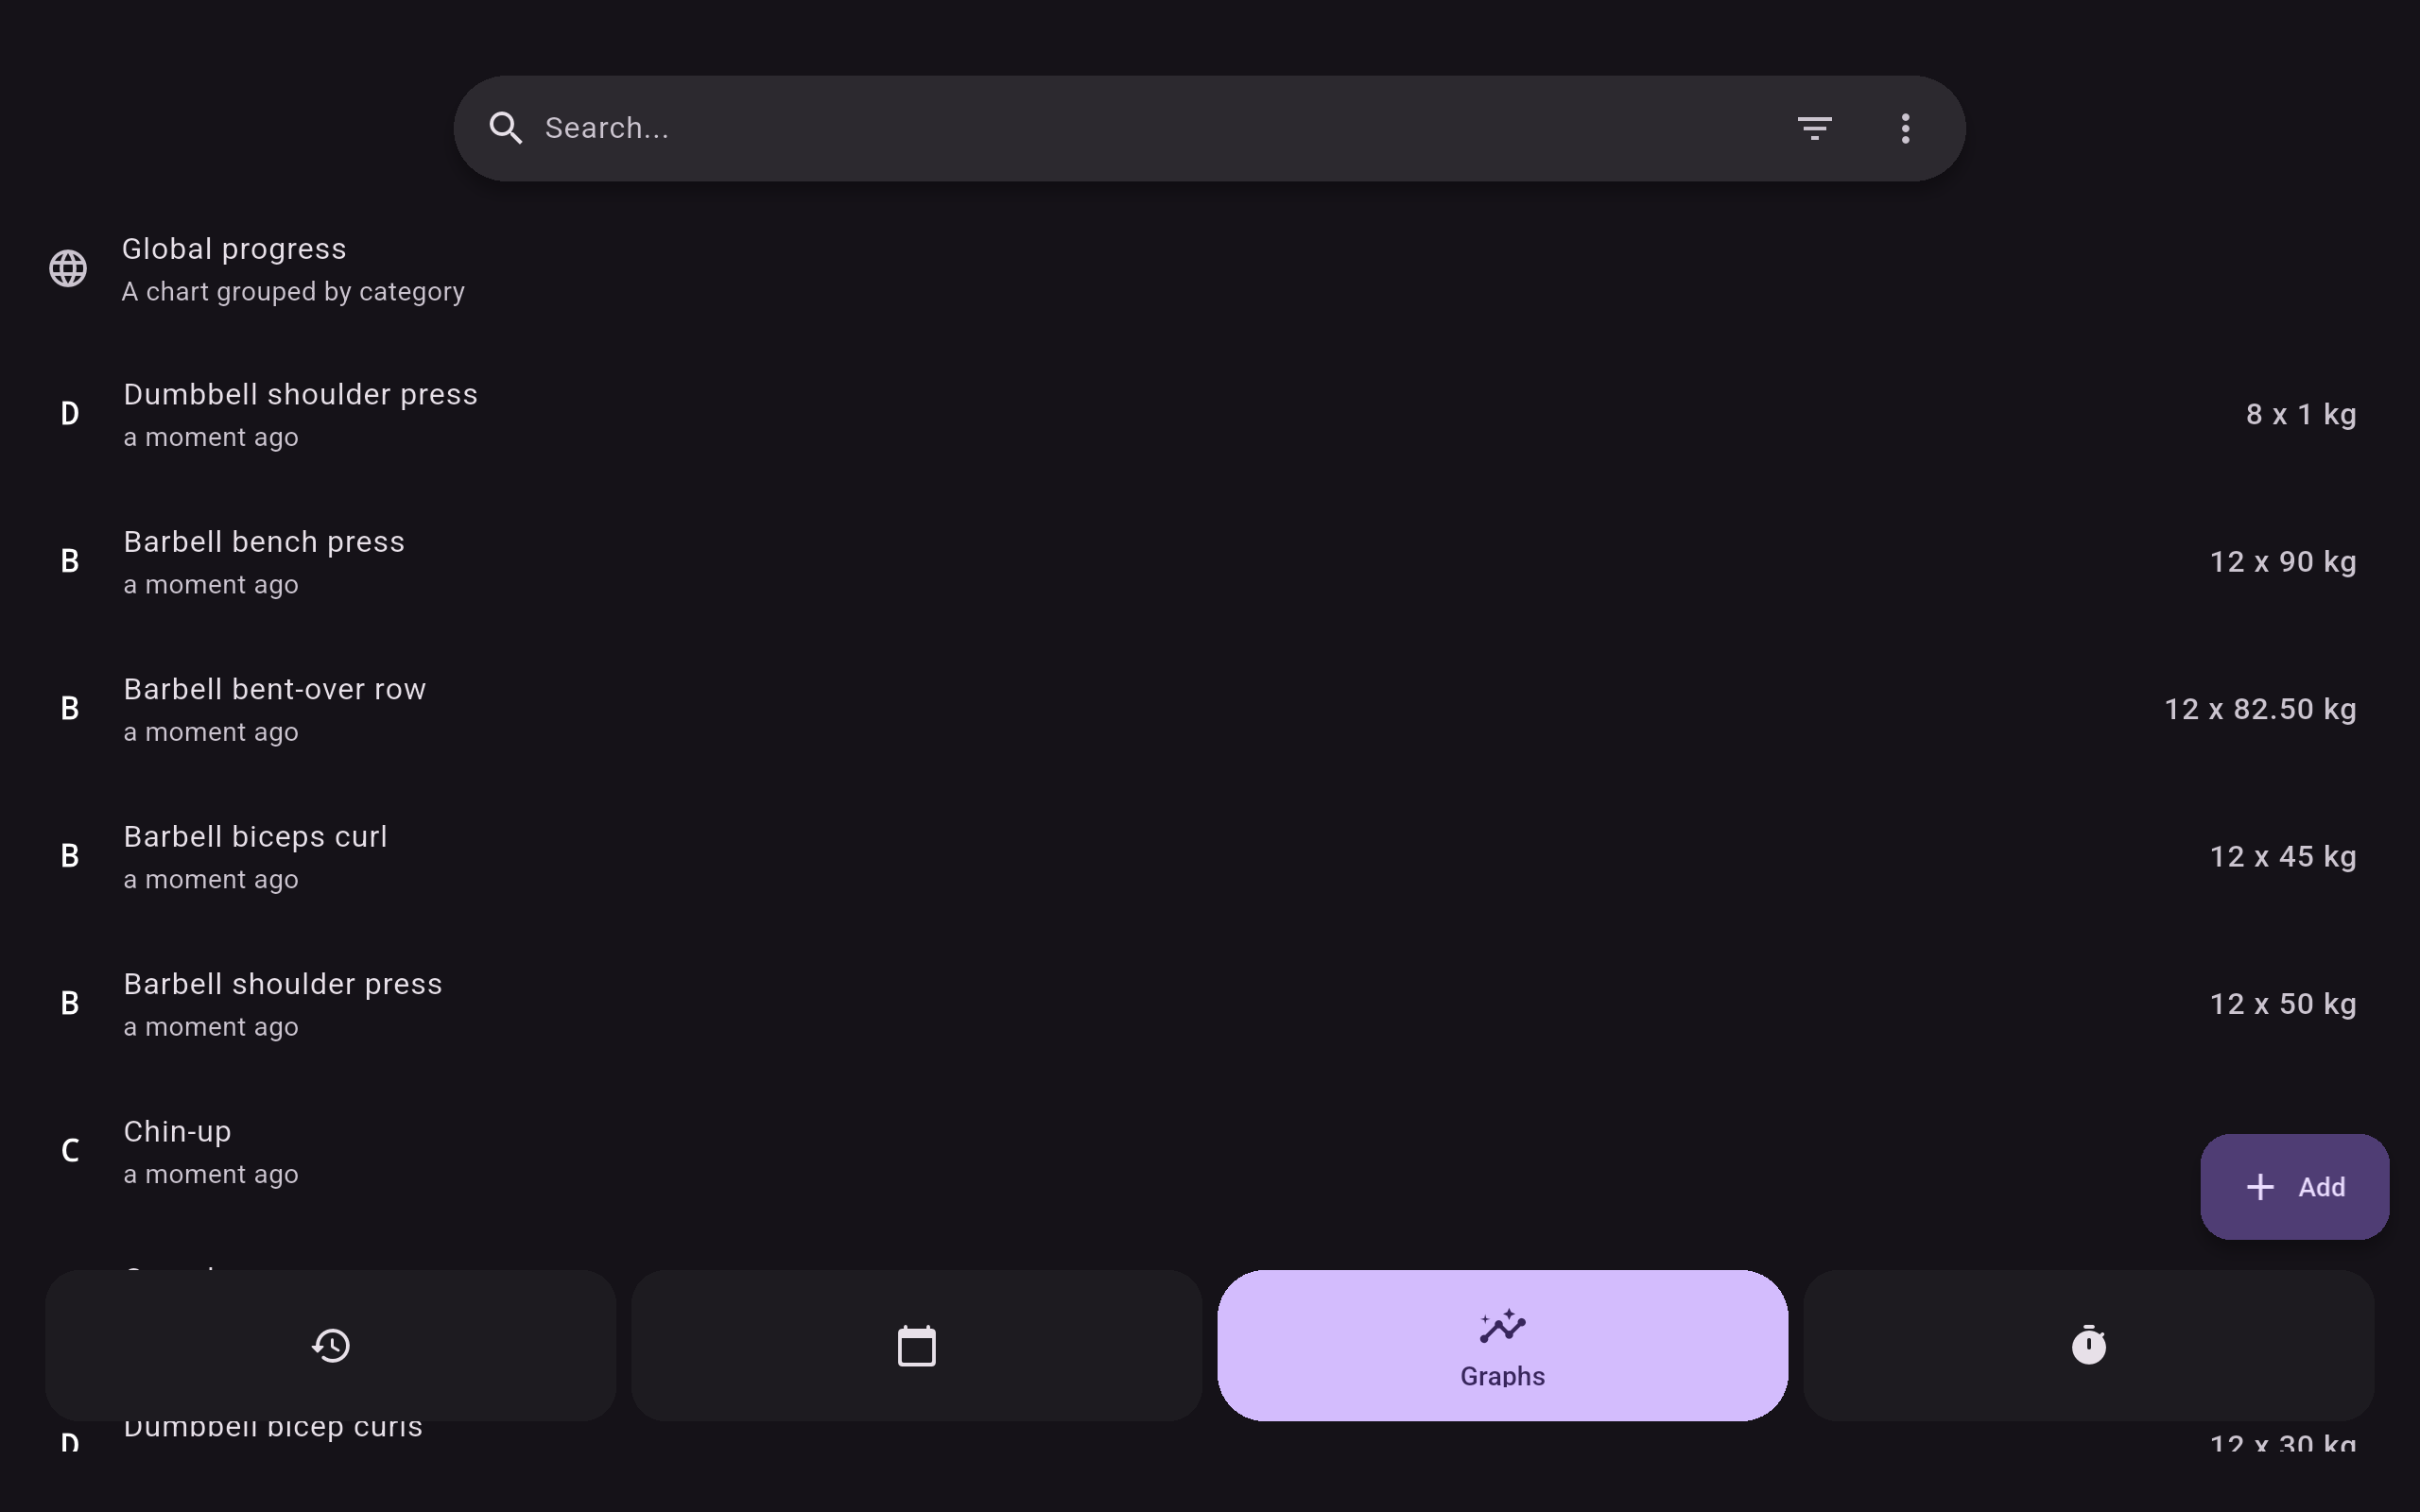 Search...
Global progress
A chart grouped by category
D
Dumbbell shoulder press
a moment ago
8 x 1 kg
B
Barbell bench press
a moment ago
12 x 90 kg
B
Barbell bent-over row
a moment ago
12 x 82.50 kg
B
Barbell biceps curl
a moment ago
12 x 45 kg
B
Barbell shoulder press
a moment ago
12 x 50 kg
C
Chin-up
a moment ago
Add
Graphs
D
Dumbbell bicep curls
12 x 30 kg